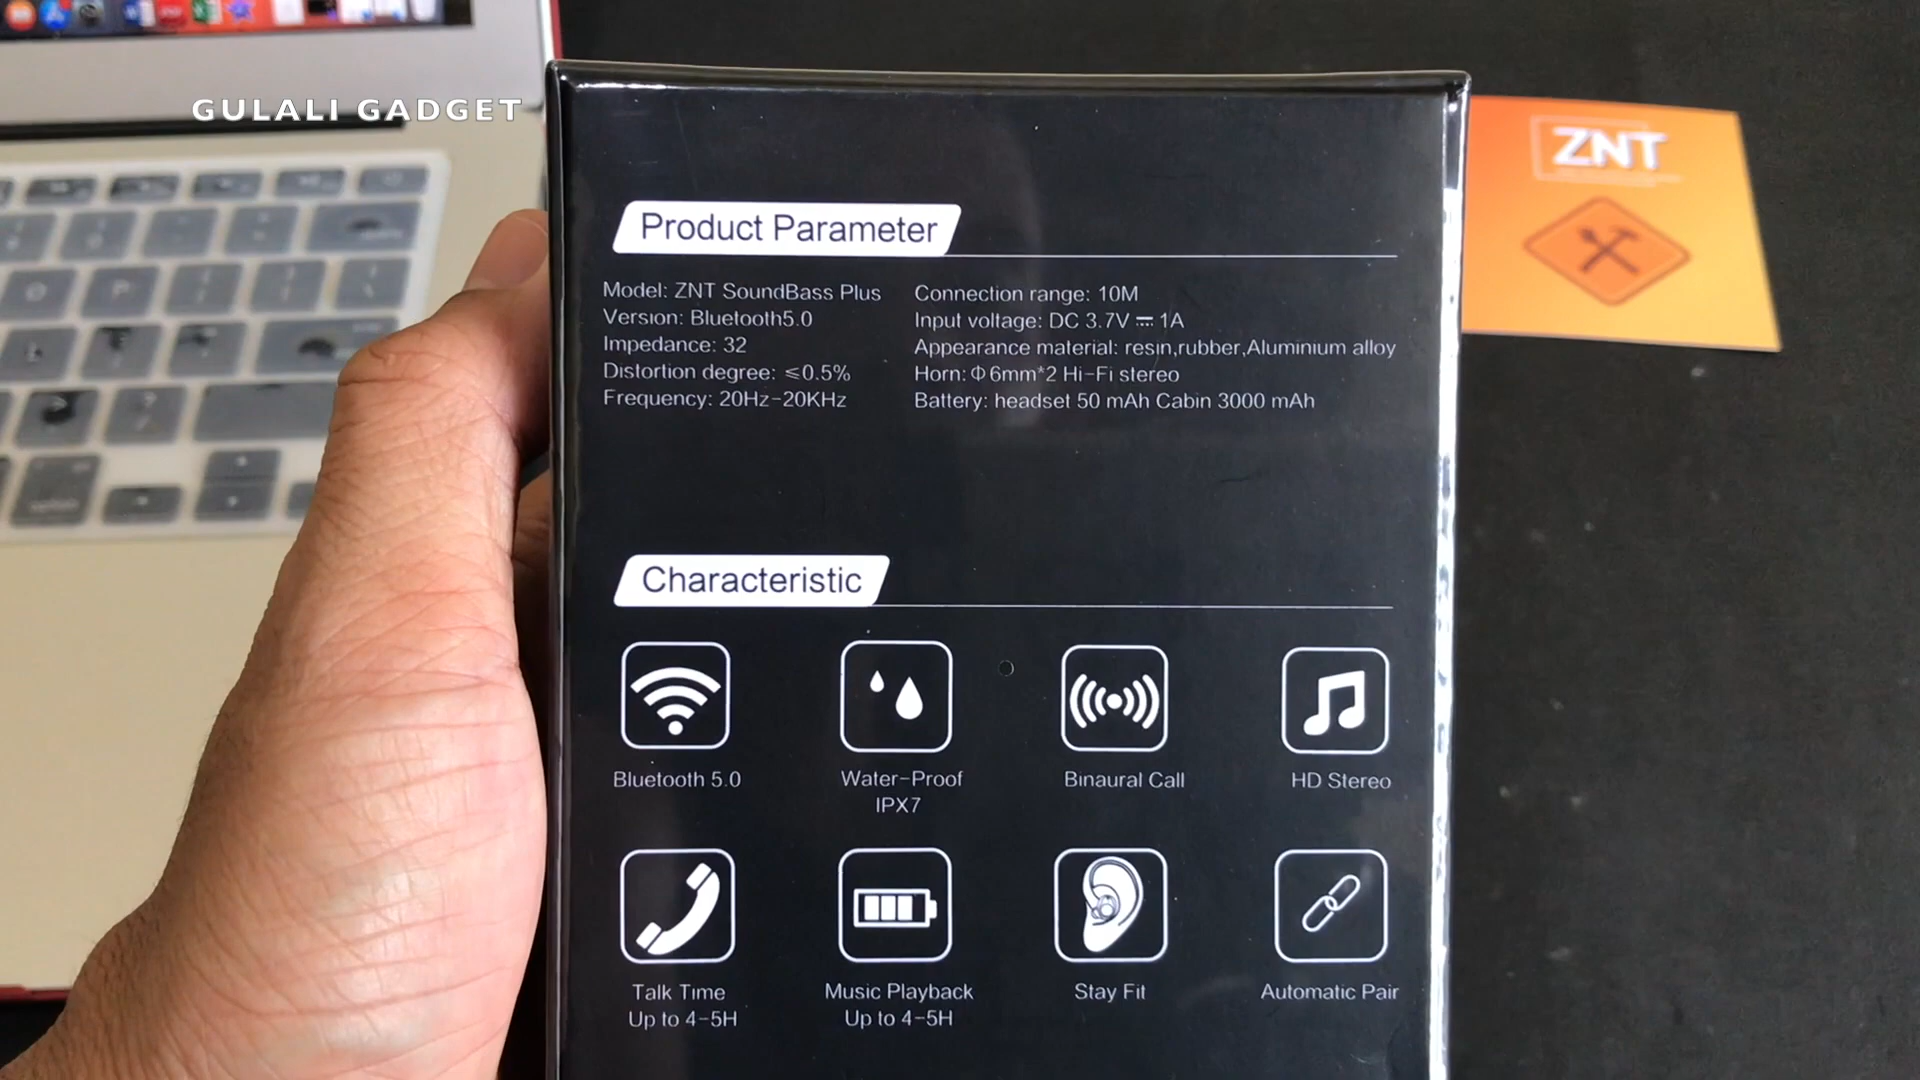 GULALI GADGET
ZNT
Product Parameter
Model: ZNT SoundBass Plus
Version: Bluetooth5.0
Impedance: 32
Distortion degree: ≤0.5%
Frequency: 20Hz-20KHz
Connection range: 10M
Input voltage: DC 3.7V ⎓ 1A
Appearance material: resin,rubber,Aluminium alloy
Horn: Φ6mm*2 Hi-Fi stereo
Battery: headset 50 mAh Cabin 3000 mAh
Characteristic
Bluetooth 5.0
Water-Proof
IPX7
Binaural Call
HD Stereo
Talk Time
Up to 4-5H
Music Playback
Up to 4-5H
Stay Fit
Automatic Pair